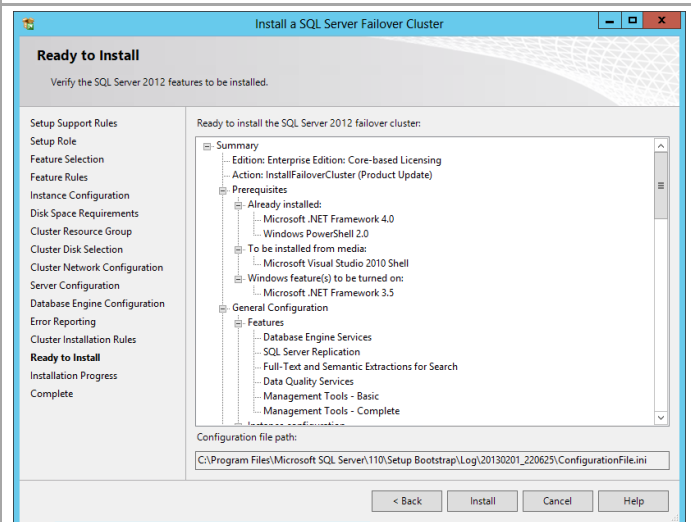 Install a SQL Server Failover Cluster
Ready to Install
Verify the SQL Server 2012 features to be installed.
Setup Support Rules
Setup Role
Feature Selection
Feature Rules
Instance Configuration
Disk Space Requirements
Cluster Resource Group
Cluster Disk Selection
Cluster Network Configuration
Server Configuration
Database Engine Configuration
Error Reporting
Cluster Installation Rules
Ready to Install
Installation Progress
Complete
Ready to install the SQL Server 2012 failover cluster:
Summary
Edition: Enterprise Edition: Core-based Licensing
Action: InstallFailoverCluster (Product Update)
Prerequisites
Already installed:
Microsoft .NET Framework 4.0
Windows PowerShell 2.0
To be installed from media:
Microsoft Visual Studio 2010 Shell
Windows feature(s) to be turned on:
Microsoft .NET Framework 3.5
General Configuration
Features
Database Engine Services
SQL Server Replication
Full-Text and Semantic Extractions for Search
Data Quality Services
Management Tools - Basic
Management Tools - Complete
Instance configuration
Configuration file path:
C:\Program Files\Microsoft SQL Server\110\Setup Bootstrap\Log\20130201_220625\ConfigurationFile.ini
< Back
Install
Cancel
Help